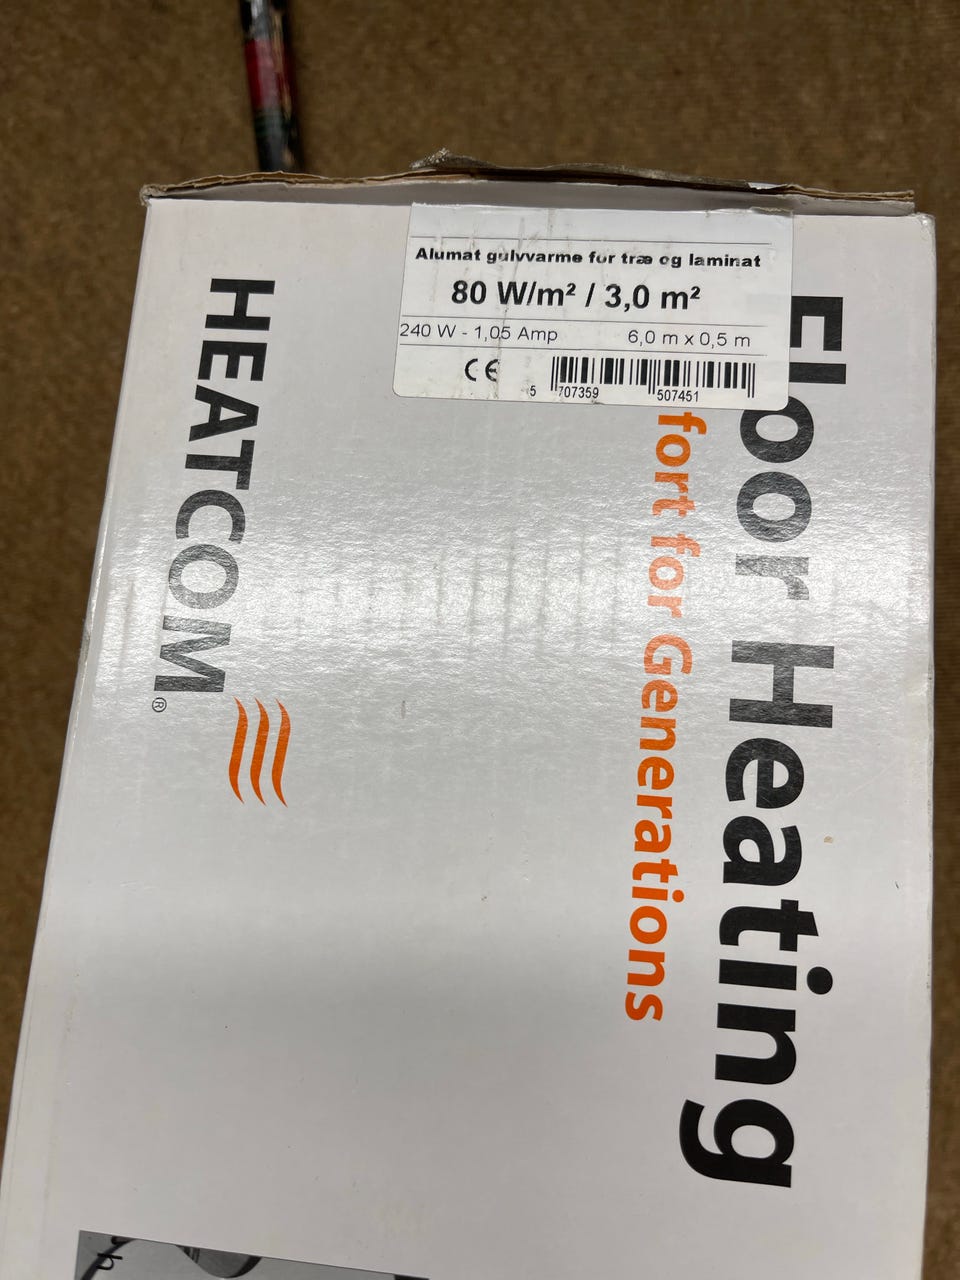 Alumat gulvvarme for træ og laminat
80 W/m² / 3,0 m²
240 W - 1,05 Amp 6,0 m x 0,5 m
CE
5 707359 507451
Floor Heating
fort for Generations
HEATCOM®